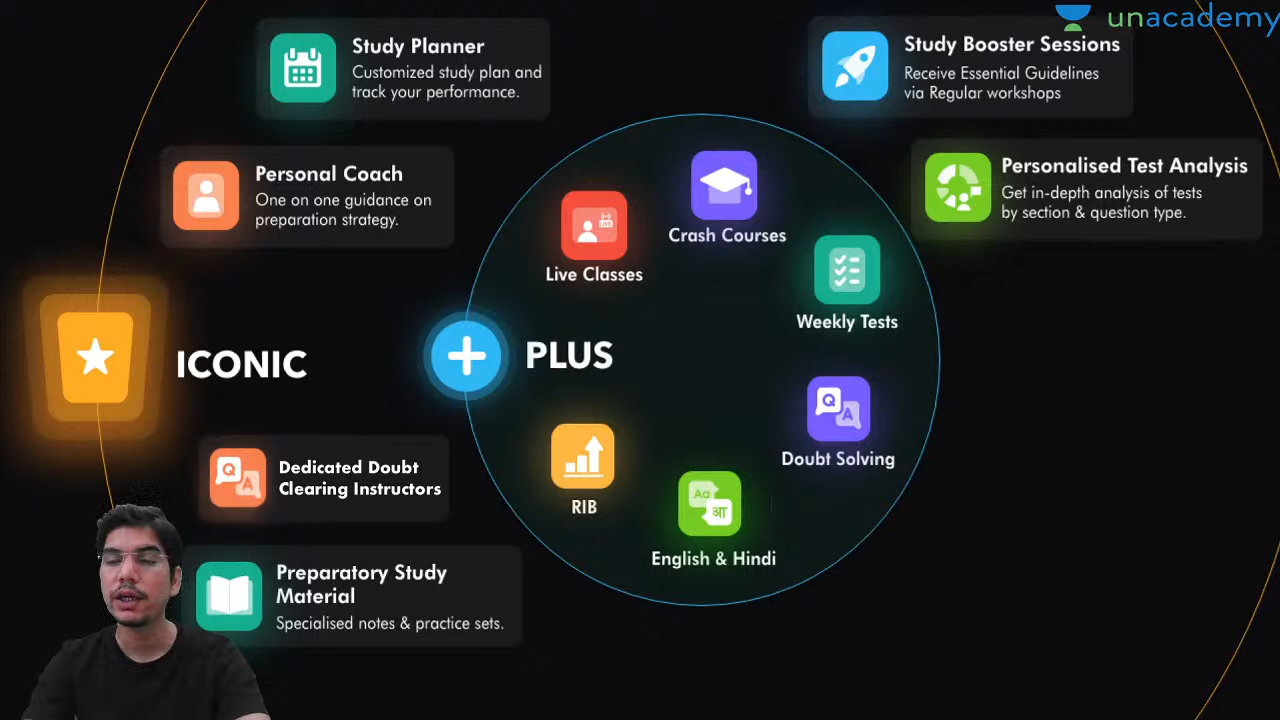 unacademy
Study Planner
Customized study plan and
track your performance.
Study Booster Sessions
Receive Essential Guidelines
via Regular workshops
Personal Coach
One on one guidance on
preparation strategy.
Personalised Test Analysis
Get in-depth analysis of tests
by section & question type.
LIVE
Live Classes
Crash Courses
Weekly Tests
ICONIC
PLUS
Q
A
Doubt Solving
Q
A
Dedicated Doubt
Clearing Instructors
RIB
Aa
आ
English & Hindi
Preparatory Study
Material
Specialised notes & practice sets.